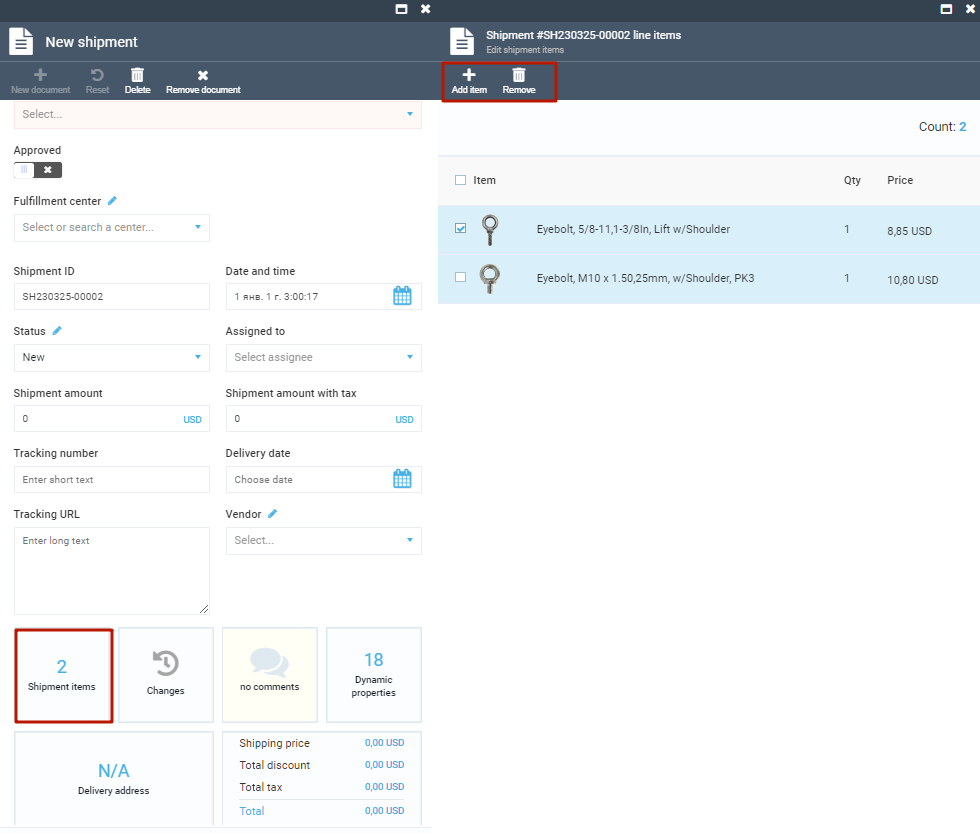 New shipment
New document
Reset
Delete
Remove document
Select...
Approved
Fulfillment center
Select or search a center...
Shipment ID
Date and time
SH230325-00002
1 янв. 1 г. 3:00:17
Status
Assigned to
New
Select assignee
Shipment amount
Shipment amount with tax
0 USD
0 USD
Tracking number
Delivery date
Enter short text
Choose date
Tracking URL
Vendor
Enter long text
Select...
2
Shipment items
Changes
no comments
18
Dynamic
properties
N/A
Delivery address
Shipping price 0,00 USD
Total discount 0,00 USD
Total tax 0,00 USD
Total 0,00 USD
Shipment #SH230325-00002 line items
Edit shipment items
Add item
Remove
Count: 2
Item Qty Price
Eyebolt, 5/8-11,1-3/8In, Lift w/Shoulder 1 8,85 USD
Eyebolt, M10 x 1.50,25mm, w/Shoulder, PK3 1 10,80 USD